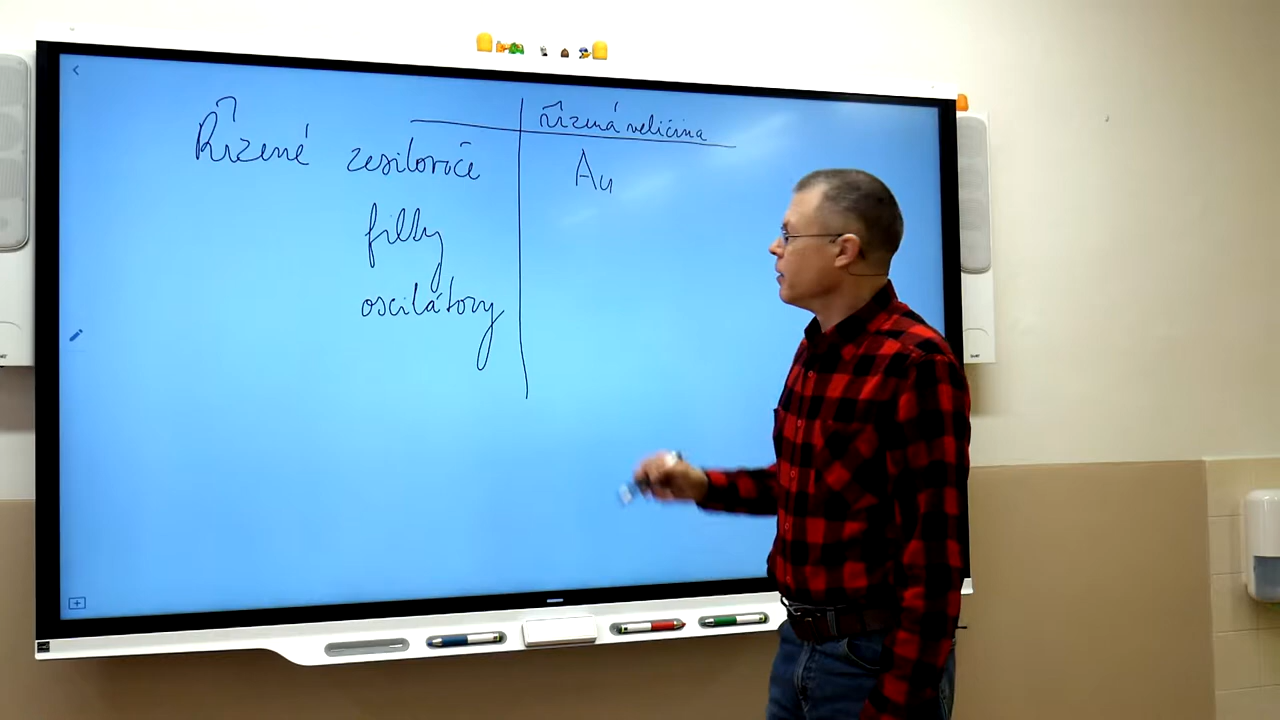 Řízené zesilovače
řízená veličina
Au
filtry
oscilátory